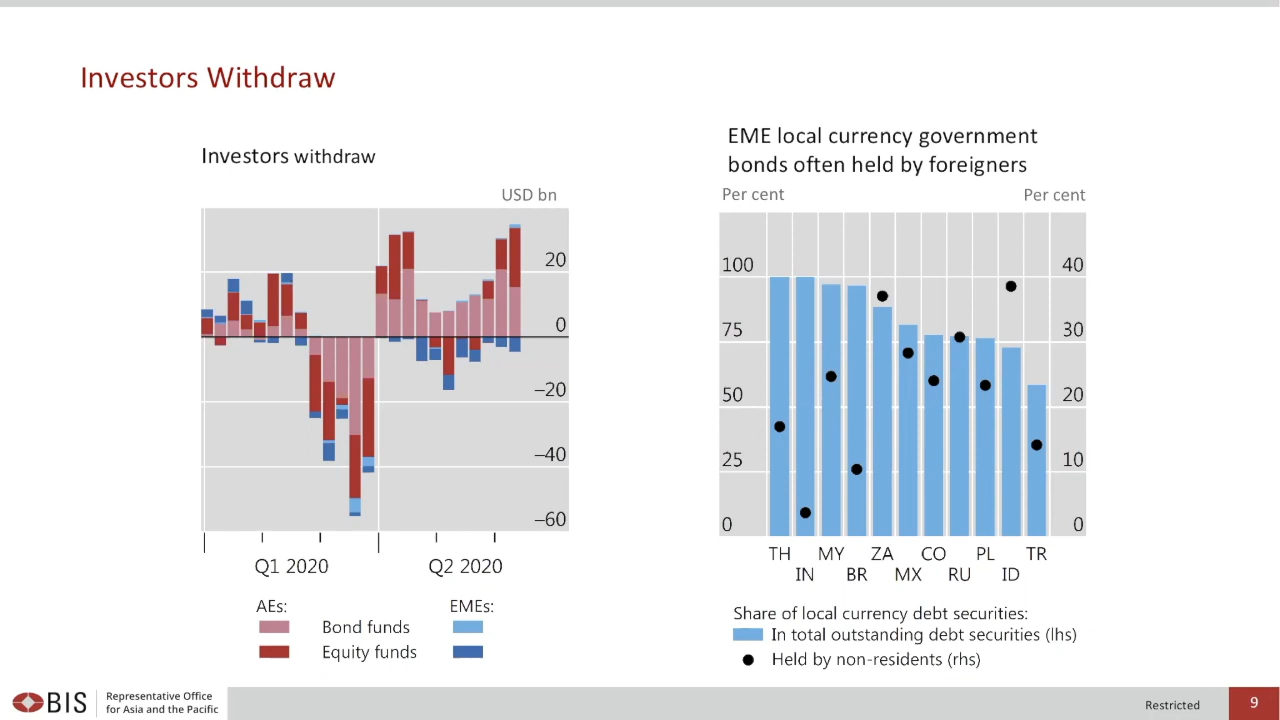 Investors Withdraw
Investors withdraw
USD bn
20
0
–20
–40
–60
Q1 2020
Q2 2020
AEs:
EMEs:
Bond funds
Equity funds
EME local currency government
bonds often held by foreigners
Per cent
Per cent
100
75
50
25
0
40
30
20
10
0
TH
IN
MY
BR
ZA
MX
CO
RU
PL
ID
TR
Share of local currency debt securities:
In total outstanding debt securities (lhs)
Held by non-residents (rhs)
BIS
Representative Office
for Asia and the Pacific
Restricted
9